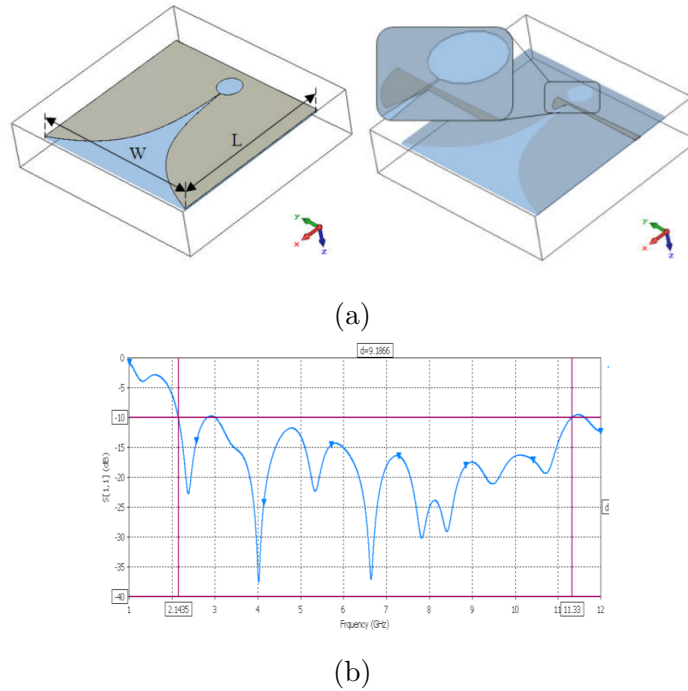 W
L
y
x
z
y
x
z
(a)
d=9.1866
0
-5
-10
-15
-20
-25
-30
-35
-40
S[1,1] (dB)
d
1 2.1435 3 4 5 6 7 8 9 10 11.33 12
Frquency (GHz)
(b)